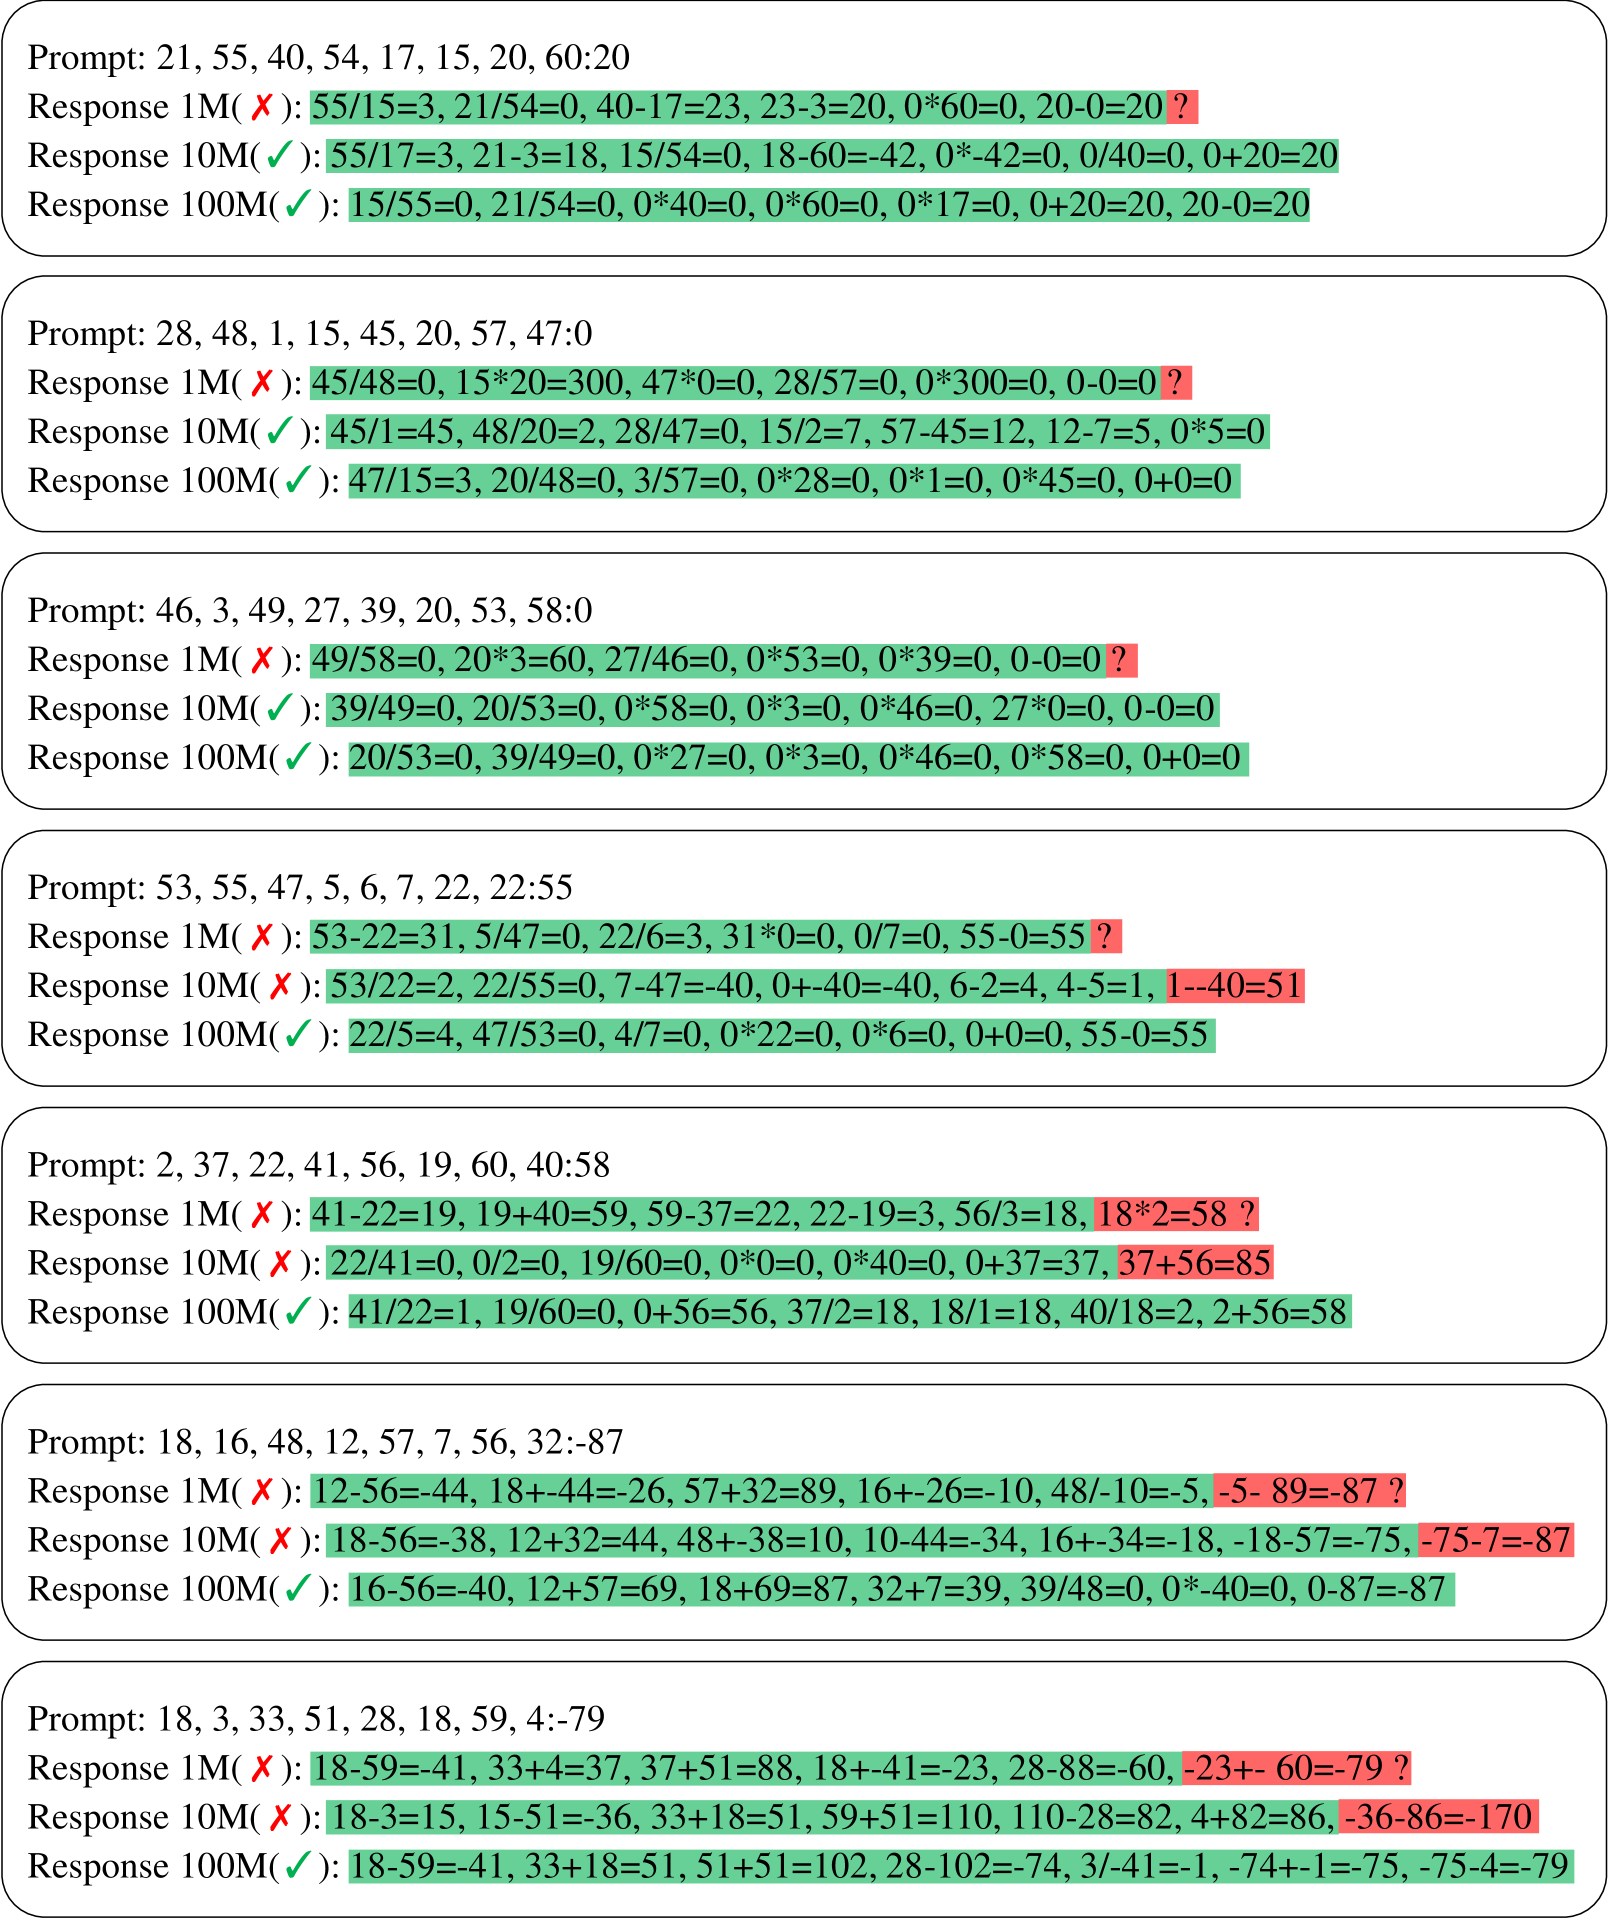 Prompt: 21, 55, 40, 54, 17, 15, 20, 60:20
Response 1M(✗): 55/15=3, 21/54=0, 40-17=23, 23-3=20, 0*60=0, 20-0=20 ?
Response 10M(✓): 55/17=3, 21-3=18, 15/54=0, 18-60=-42, 0*-42=0, 0/40=0, 0+20=20
Response 100M(✓): 15/55=0, 21/54=0, 0*40=0, 0*60=0, 0*17=0, 0+20=20, 20-0=20
Prompt: 28, 48, 1, 15, 45, 20, 57, 47:0
Response 1M(✗): 45/48=0, 15*20=300, 47*0=0, 28/57=0, 0*300=0, 0-0=0 ?
Response 10M(✓): 45/1=45, 48/20=2, 28/47=0, 15/2=7, 57-45=12, 12-7=5, 0*5=0
Response 100M(✓): 47/15=3, 20/48=0, 3/57=0, 0*28=0, 0*1=0, 0*45=0, 0+0=0
Prompt: 46, 3, 49, 27, 39, 20, 53, 58:0
Response 1M(✗): 49/58=0, 20*3=60, 27/46=0, 0*53=0, 0*39=0, 0-0=0 ?
Response 10M(✓): 39/49=0, 20/53=0, 0*58=0, 0*3=0, 0*46=0, 27*0=0, 0-0=0
Response 100M(✓): 20/53=0, 39/49=0, 0*27=0, 0*3=0, 0*46=0, 0*58=0, 0+0=0
Prompt: 53, 55, 47, 5, 6, 7, 22, 22:55
Response 1M(✗): 53-22=31, 5/47=0, 22/6=3, 31*0=0, 0/7=0, 55-0=55 ?
Response 10M(✗): 53/22=2, 22/55=0, 7-47=-40, 0+-40=-40, 6-2=4, 4-5=1, 1--40=51
Response 100M(✓): 22/5=4, 47/53=0, 4/7=0, 0*22=0, 0*6=0, 0+0=0, 55-0=55
Prompt: 2, 37, 22, 41, 56, 19, 60, 40:58
Response 1M(✗): 41-22=19, 19+40=59, 59-37=22, 22-19=3, 56/3=18, 18*2=58 ?
Response 10M(✗): 22/41=0, 0/2=0, 19/60=0, 0*0=0, 0*40=0, 0+37=37, 37+56=85
Response 100M(✓): 41/22=1, 19/60=0, 0+56=56, 37/2=18, 18/1=18, 40/18=2, 2+56=58
Prompt: 18, 16, 48, 12, 57, 7, 56, 32:-87
Response 1M(✗): 12-56=-44, 18+-44=-26, 57+32=89, 16+-26=-10, 48/-10=-5, -5- 89=-87 ?
Response 10M(✗): 18-56=-38, 12+32=44, 48+-38=10, 10-44=-34, 16+-34=-18, -18-57=-75, -75-7=-87
Response 100M(✓): 16-56=-40, 12+57=69, 18+69=87, 32+7=39, 39/48=0, 0*-40=0, 0-87=-87
Prompt: 18, 3, 33, 51, 28, 18, 59, 4:-79
Response 1M(✗): 18-59=-41, 33+4=37, 37+51=88, 18+-41=-23, 28-88=-60, -23+- 60=-79 ?
Response 10M(✗): 18-3=15, 15-51=-36, 33+18=51, 59+51=110, 110-28=82, 4+82=86, -36-86=-170
Response 100M(✓): 18-59=-41, 33+18=51, 51+51=102, 28-102=-74, 3/-41=-1, -74+-1=-75, -75-4=-79